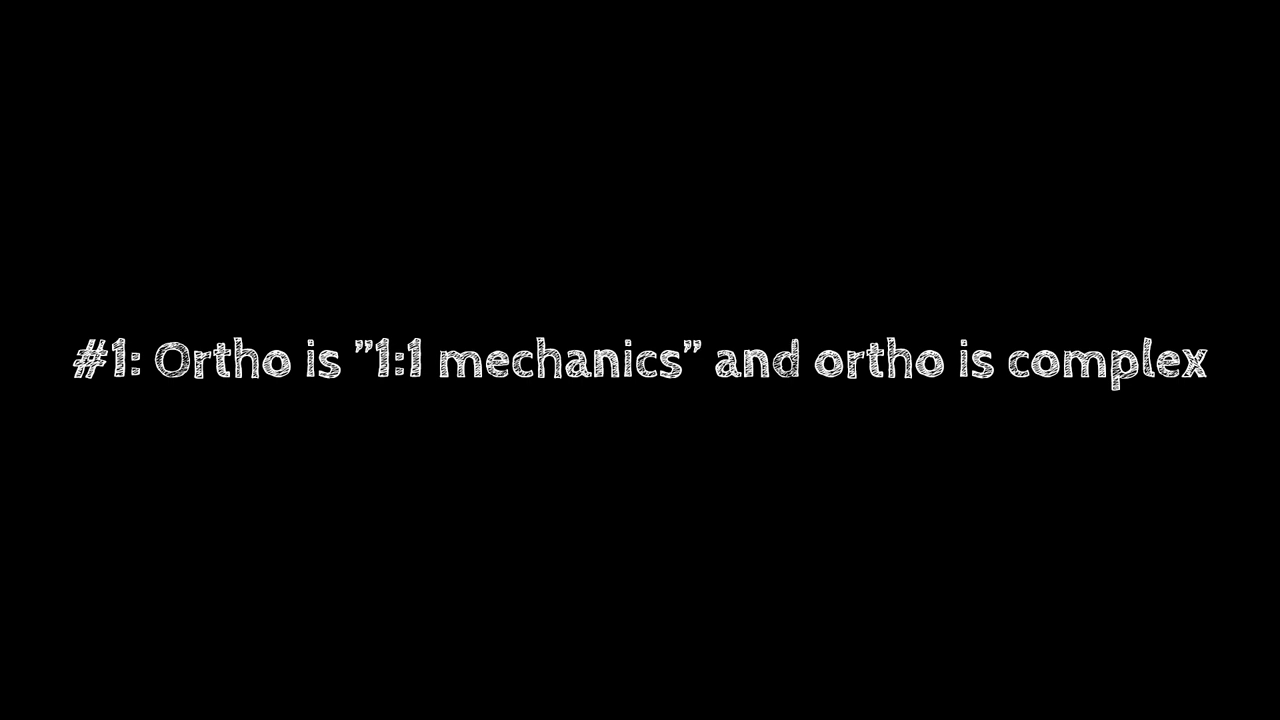 #1: Ortho is ”1:1 mechanics” and ortho is complex